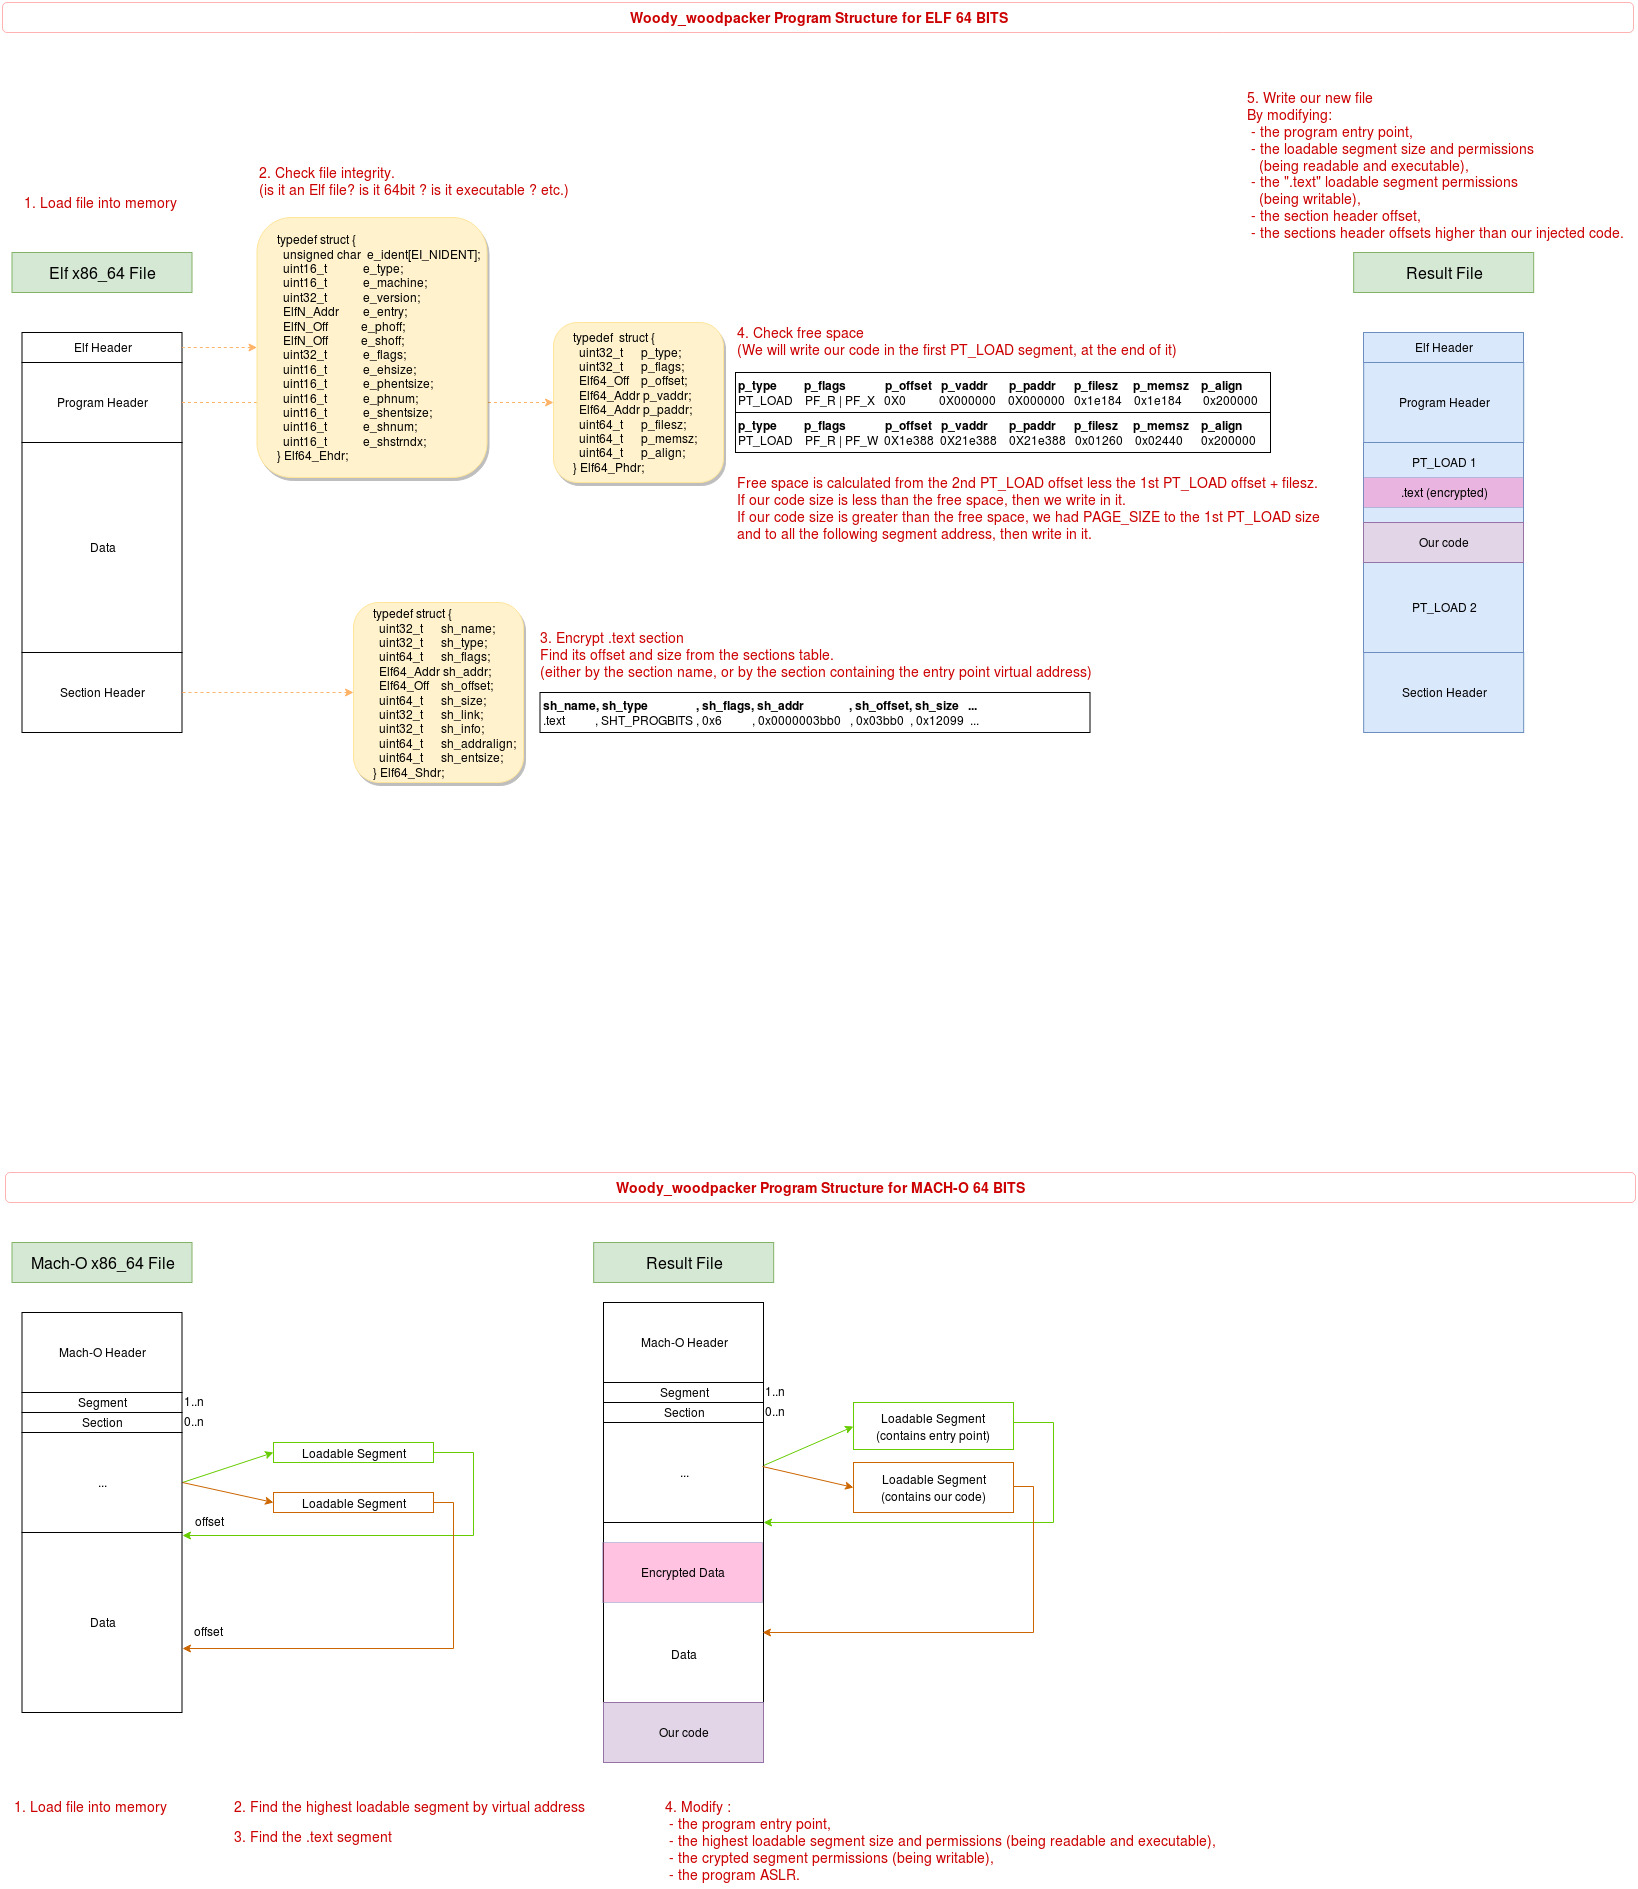 Woody_woodpacker Program Structure for ELF 64 BITS
5. Write our new file
By modifying:
- the program entry point,
- the loadable segment size and permissions
(being readable and executable),
- the ".text" loadable segment permissions
(being writable),
- the section header offset,
- the sections header offsets higher than our injected code.
2. Check file integrity.
(is it an Elf file? is it 64bit ? is it executable ? etc.)
1. Load file into memory
Elf x86_64 File
Elf Header
Program Header
Data
Section Header
typedef struct {
unsigned char e_ident[EI_NIDENT];
uint16_t e_type;
uint16_t e_machine;
uint32_t e_version;
ElfN_Addr e_entry;
ElfN_Off e_phoff;
ElfN_Off e_shoff;
uint32_t e_flags;
uint16_t e_ehsize;
uint16_t e_phentsize;
uint16_t e_phnum;
uint16_t e_shentsize;
uint16_t e_shnum;
uint16_t e_shstrndx;
} Elf64_Ehdr;
typedef struct {
uint32_t p_type;
uint32_t p_flags;
Elf64_Off p_offset;
Elf64_Addr p_vaddr;
Elf64_Addr p_paddr;
uint64_t p_filesz;
uint64_t p_memsz;
uint64_t p_align;
} Elf64_Phdr;
4. Check free space
(We will write our code in the first PT_LOAD segment, at the end of it)
p_type p_flags p_offset p_vaddr p_paddr p_filesz p_memsz p_align
PT_LOAD PF_R | PF_X 0X0 0X000000 0X000000 0x1e184 0x1e184 0x200000
p_type p_flags p_offset p_vaddr p_paddr p_filesz p_memsz p_align
PT_LOAD PF_R | PF_W 0X1e388 0X21e388 0X21e388 0x01260 0x02440 0x200000
Free space is calculated from the 2nd PT_LOAD offset less the 1st PT_LOAD offset + filesz.
If our code size is less than the free space, then we write in it.
If our code size is greater than the free space, we had PAGE_SIZE to the 1st PT_LOAD size
and to all the following segment address, then write in it.
typedef struct {
uint32_t sh_name;
uint32_t sh_type;
uint64_t sh_flags;
Elf64_Addr sh_addr;
Elf64_Off sh_offset;
uint64_t sh_size;
uint32_t sh_link;
uint32_t sh_info;
uint64_t sh_addralign;
uint64_t sh_entsize;
} Elf64_Shdr;
3. Encrypt .text section
Find its offset and size from the sections table.
(either by the section name, or by the section containing the entry point virtual address)
sh_name, sh_type , sh_flags, sh_addr , sh_offset, sh_size ...
.text , SHT_PROGBITS , 0x6 , 0x0000003bb0 , 0x03bb0 , 0x12099 ...
Result File
Elf Header
Program Header
PT_LOAD 1
.text (encrypted)
Our code
PT_LOAD 2
Section Header
Woody_woodpacker Program Structure for MACH-O 64 BITS
Mach-O x86_64 File
Mach-O Header
Segment 1..n
Section 0..n
...
Loadable Segment
Loadable Segment
offset
Data
offset
Result File
Mach-O Header
Segment 1..n
Section 0..n
...
Loadable Segment
(contains entry point)
Loadable Segment
(contains our code)
Encrypted Data
Data
Our code
1. Load file into memory
2. Find the highest loadable segment by virtual address
3. Find the .text segment
4. Modify :
- the program entry point,
- the highest loadable segment size and permissions (being readable and executable),
- the crypted segment permissions (being writable),
- the program ASLR.